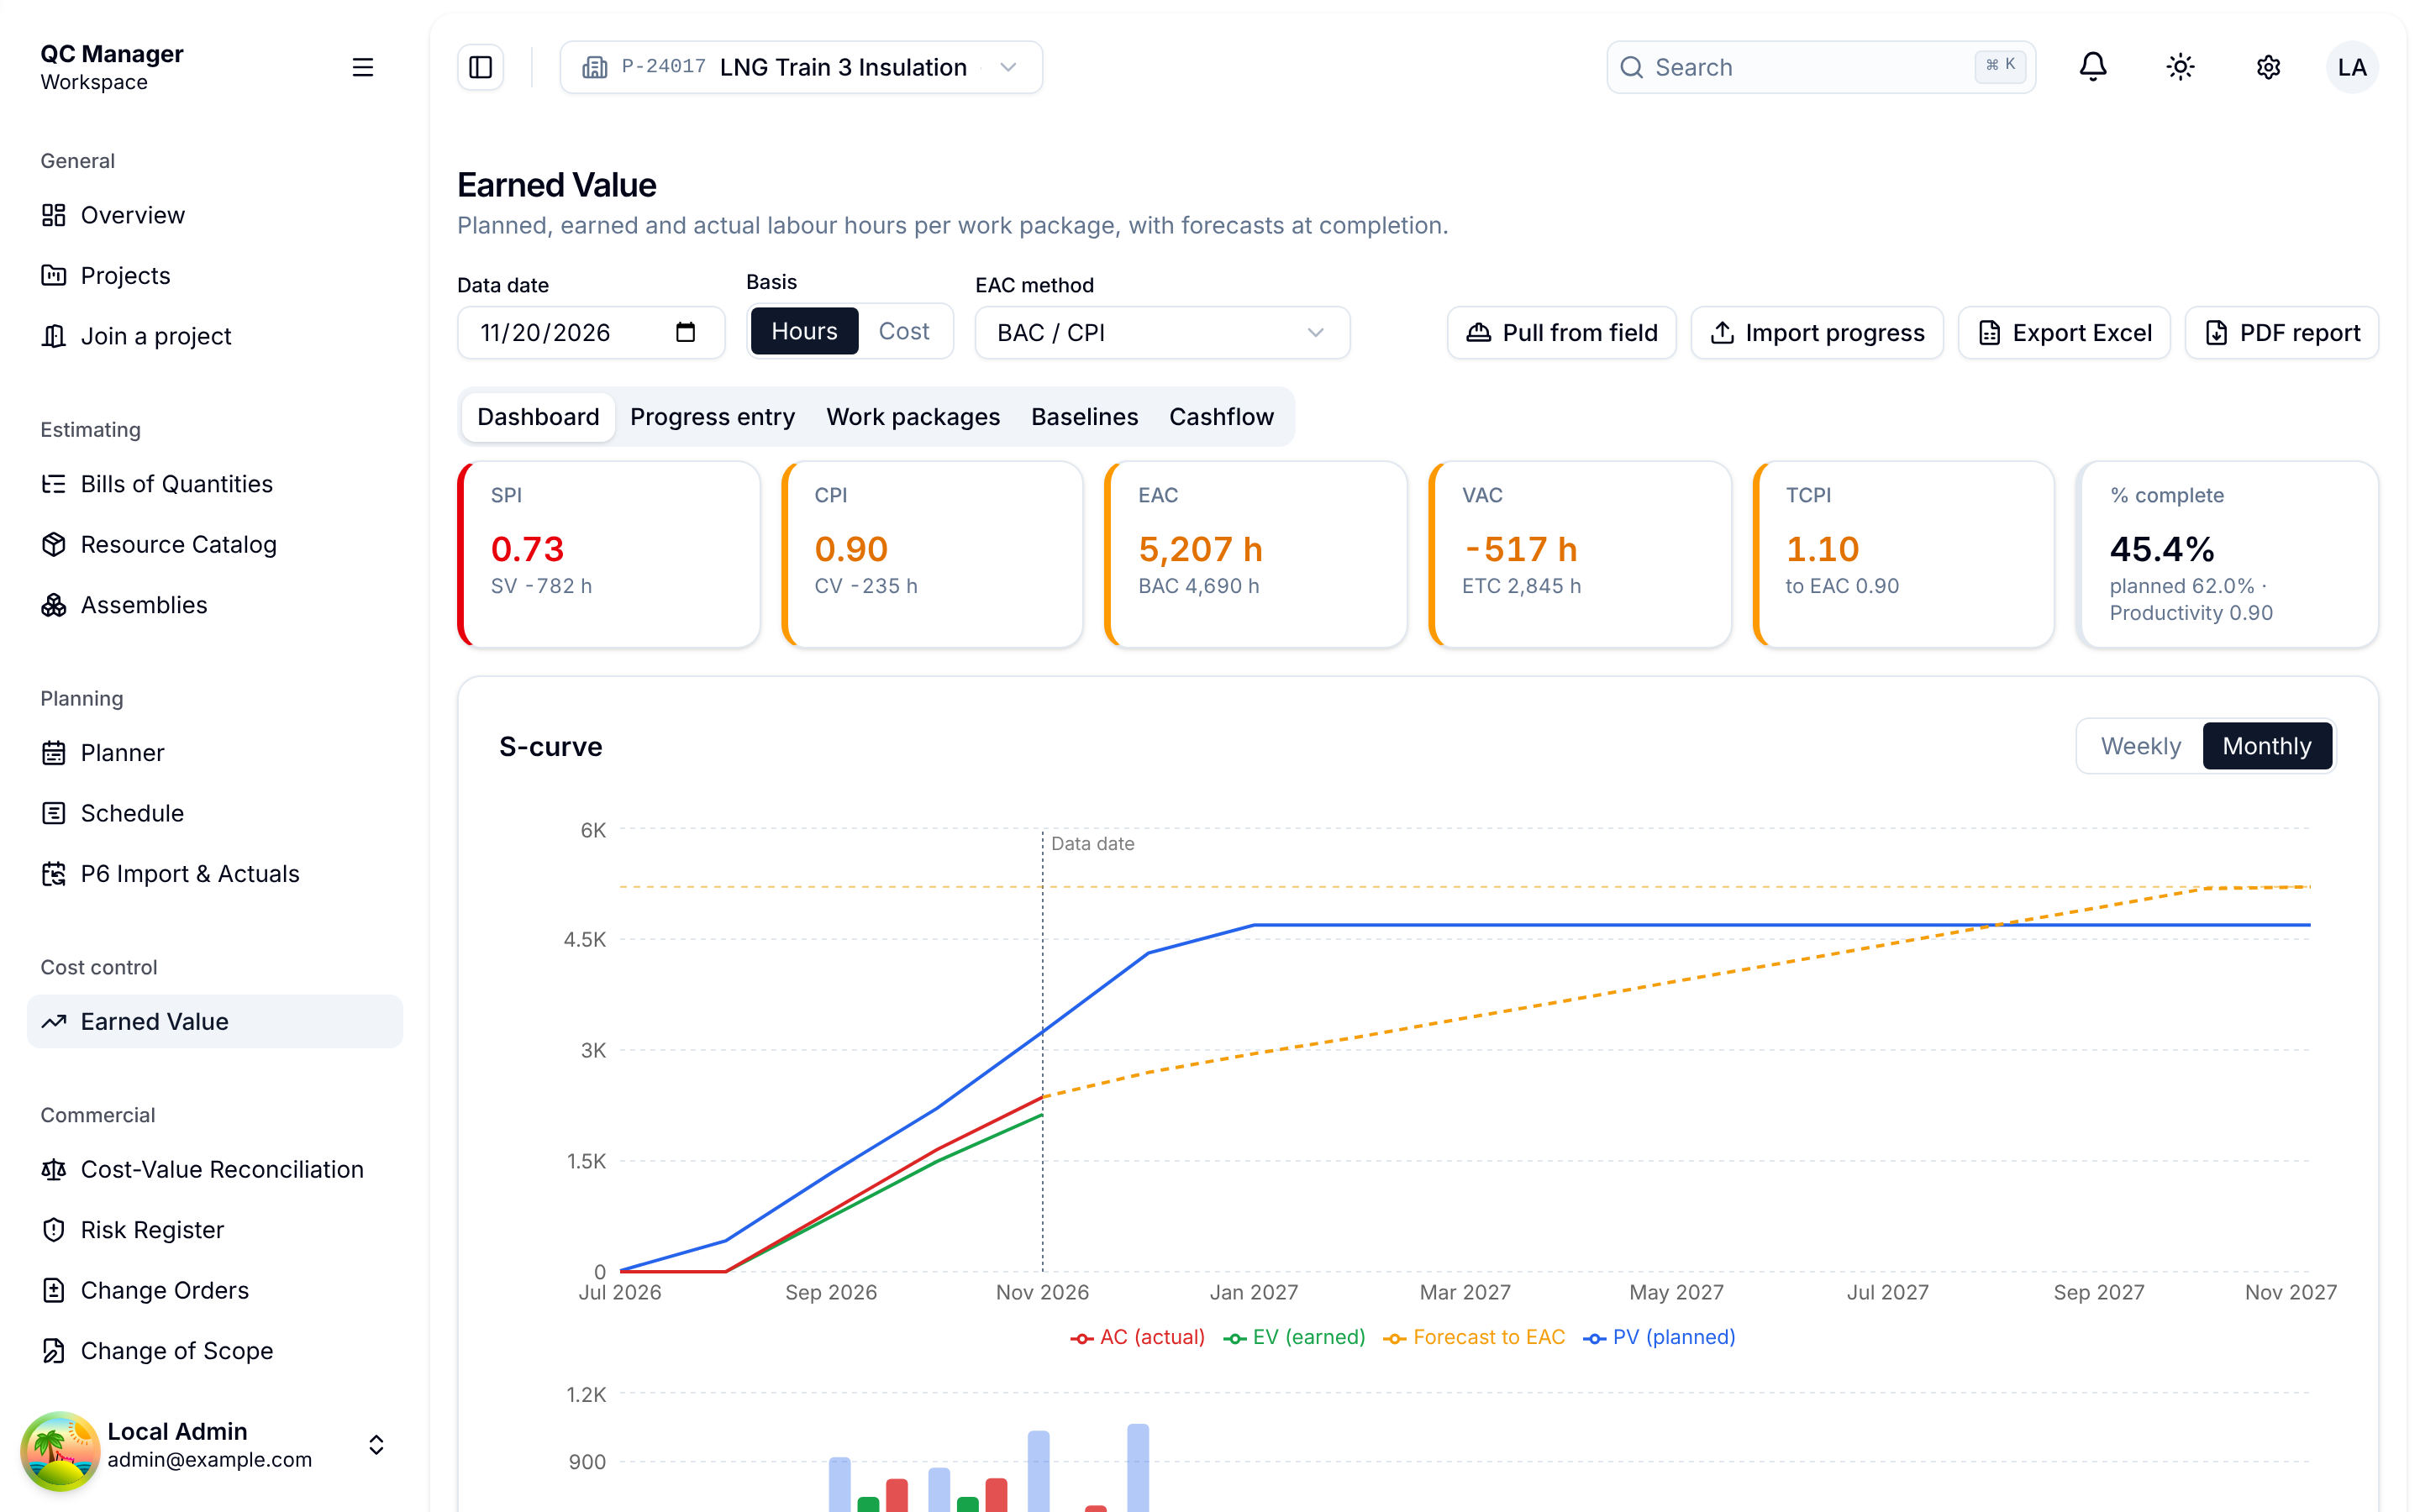 QC Manager
Workspace
General
Overview
Projects
Join a project
Estimating
Bills of Quantities
Resource Catalog
Assemblies
Planning
Planner
Schedule
P6 Import & Actuals
Cost control
Earned Value
Commercial
Cost-Value Reconciliation
Risk Register
Change Orders
Change of Scope
Local Admin
admin@example.com
P-24017 LNG Train 3 Insulation
Search ⌘ K
LA
Earned Value
Planned, earned and actual labour hours per work package, with forecasts at completion.
Data date
11/20/2026
Basis
Hours Cost
EAC method
BAC / CPI
Pull from field
Import progress
Export Excel
PDF report
Dashboard Progress entry Work packages Baselines Cashflow
SPI
0.73
SV -782 h
CPI
0.90
CV -235 h
EAC
5,207 h
BAC 4,690 h
VAC
-517 h
ETC 2,845 h
TCPI
1.10
to EAC 0.90
% complete
45.4%
planned 62.0% ·
Productivity 0.90
S-curve
Weekly Monthly
6K
4.5K
3K
1.5K
0
Data date
Jul 2026 Sep 2026 Nov 2026 Jan 2027 Mar 2027 May 2027 Jul 2027 Sep 2027 Nov 2027
AC (actual) EV (earned) Forecast to EAC PV (planned)
1.2K
900